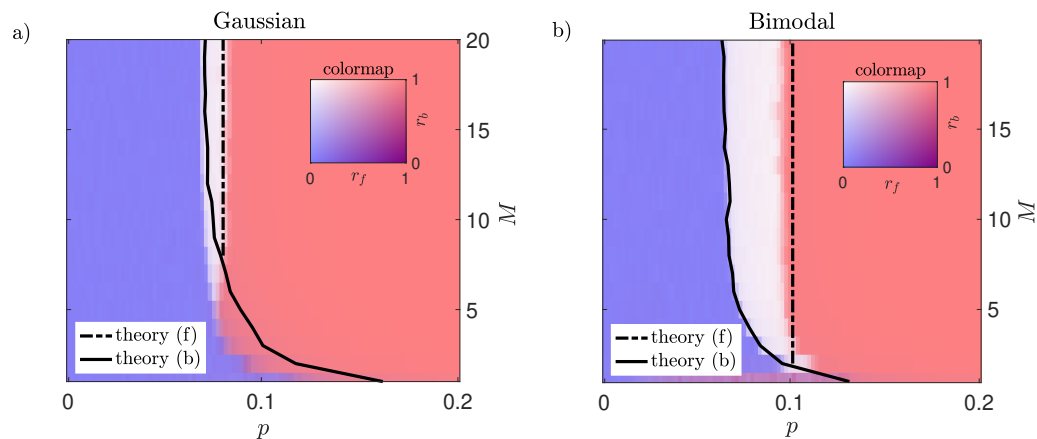 a)
Gaussian
colormap
1
r_b
0
0
r_f
1
theory (f)
theory (b)
20
15
10
5
M
0
0.1
0.2
p
b)
Bimodal
colormap
1
r_b
0
0
r_f
1
theory (f)
theory (b)
15
10
5
M
0
0.1
0.2
p